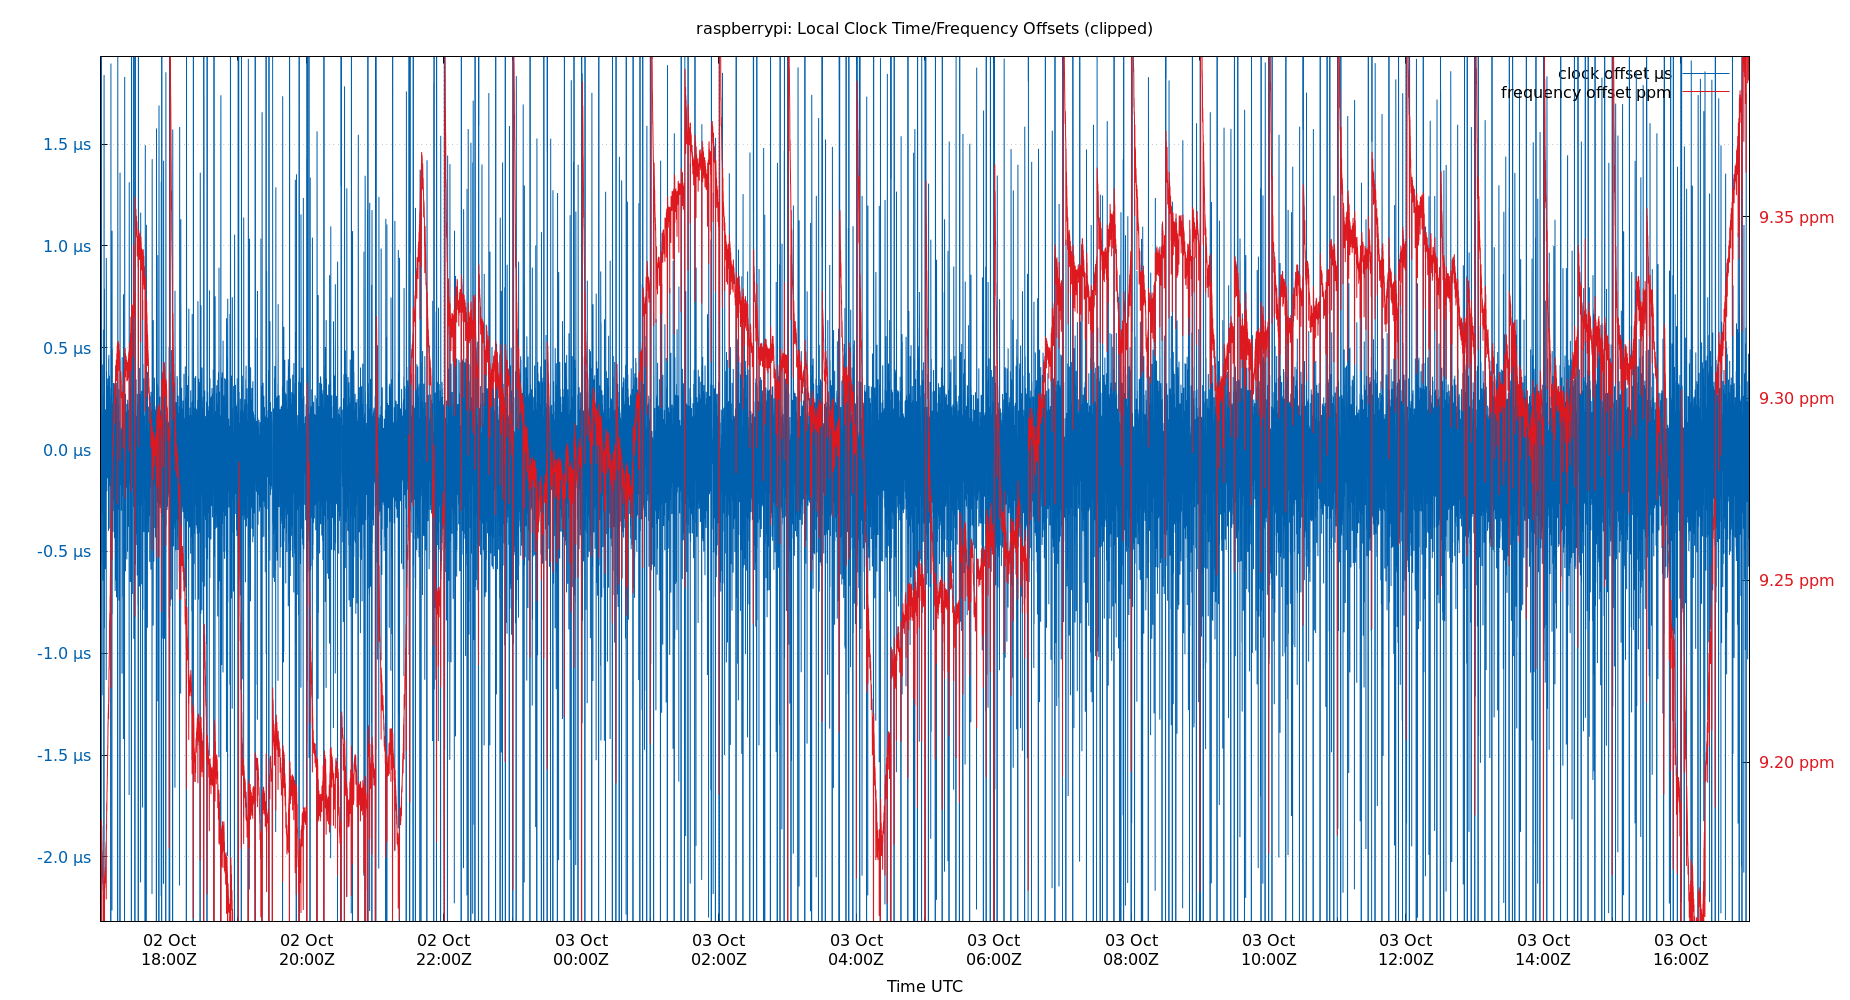 raspberrypi: Local Clock Time/Frequency Offsets (clipped)
clock offset µs
frequency offset ppm
1.5 µs
1.0 µs
0.5 µs
0.0 µs
-0.5 µs
-1.0 µs
-1.5 µs
-2.0 µs
9.35 ppm
9.30 ppm
9.25 ppm
9.20 ppm
02 Oct
18:00Z
02 Oct
20:00Z
02 Oct
22:00Z
03 Oct
00:00Z
03 Oct
02:00Z
03 Oct
04:00Z
03 Oct
06:00Z
03 Oct
08:00Z
03 Oct
10:00Z
03 Oct
12:00Z
03 Oct
14:00Z
03 Oct
16:00Z
Time UTC